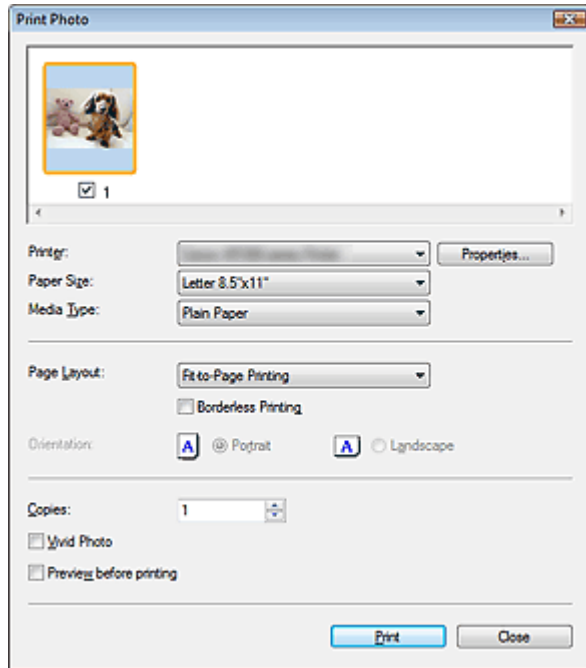 Print Photo
1
Printer:
Properties...
Paper Size: Letter 8.5"x11"
Media Type: Plain Paper
Page Layout: Fit-to-Page Printing
Borderless Printing
Orientation: A Portrait A Landscape
Copies: 1
Vivid Photo
Preview before printing
Print Close